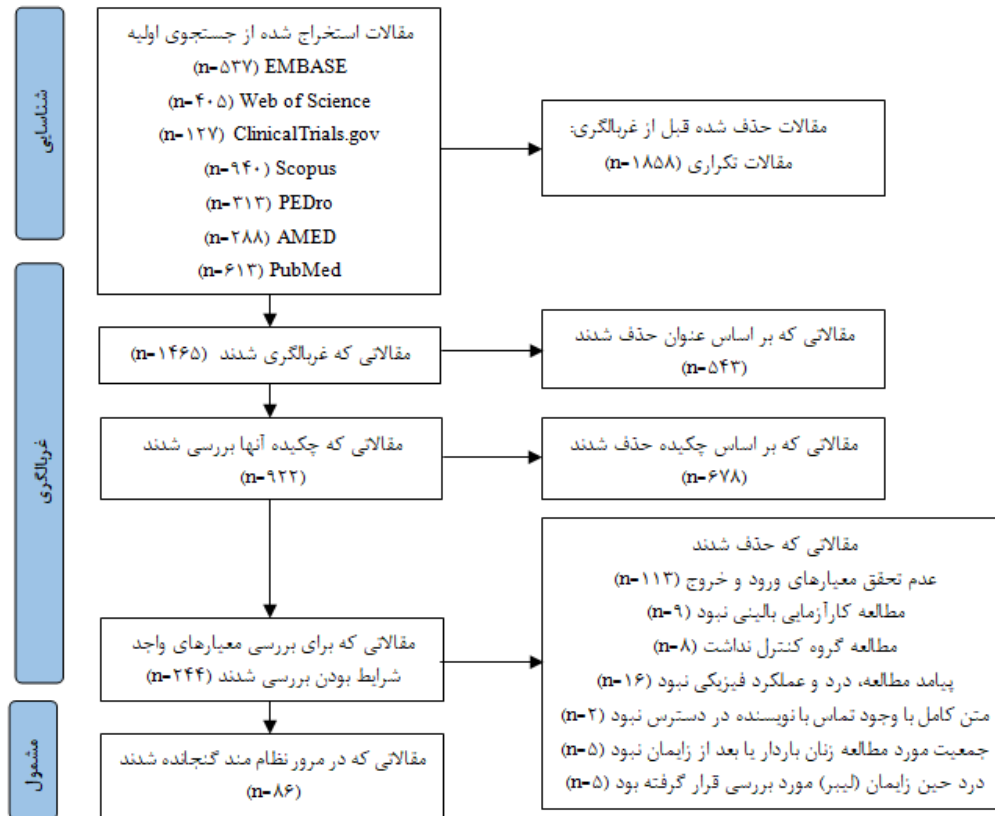 شناسایی
مقالات استخراج شده از جستجوی اولیه
EMBASE (n=۵۳۷)
Web of Science (n=۴۰۵)
ClinicalTrials.gov (n=۱۲۷)
Scopus (n=۹۴۰)
PEDro (n=۳۱۳)
AMED (n=۲۸۸)
PubMed (n=۶۱۳)
مقالات حذف شده قبل از غربالگری:
مقالات تکراری (n=۱۸۵۸)
غربالگری
مقالاتی که غربالگری شدند (n=۱۴۶۵)
مقالاتی که بر اساس عنوان حذف شدند
(n=۵۴۳)
مقالاتی که چکیده آنها بررسی شدند
(n=۹۲۲)
مقالاتی که بر اساس چکیده حذف شدند
(n=۶۷۸)
مقالاتی که برای بررسی معیارهای واجد
شرایط بودن بررسی شدند (n=۲۴۴)
مقالاتی که حذف شدند
عدم تحقق معیارهای ورود و خروج (n=۱۱۳)
مطالعه کارآزمایی بالینی نبود (n=۹)
مطالعه گروه کنترل نداشت (n=۸)
پیامد مطالعه، درد و عملکرد فیزیکی نبود (n=۱۶)
متن کامل با وجود تماس با نویسنده در دسترس نبود (n=۲)
جمعیت مورد مطالعه زنان باردار یا بعد از زایمان نبود (n=۵)
درد حین زایمان (لیبر) مورد بررسی قرار گرفته بود (n=۵)
مشمول
مقالاتی که در مرور نظام مند گنجانده شدند
(n=۸۶)